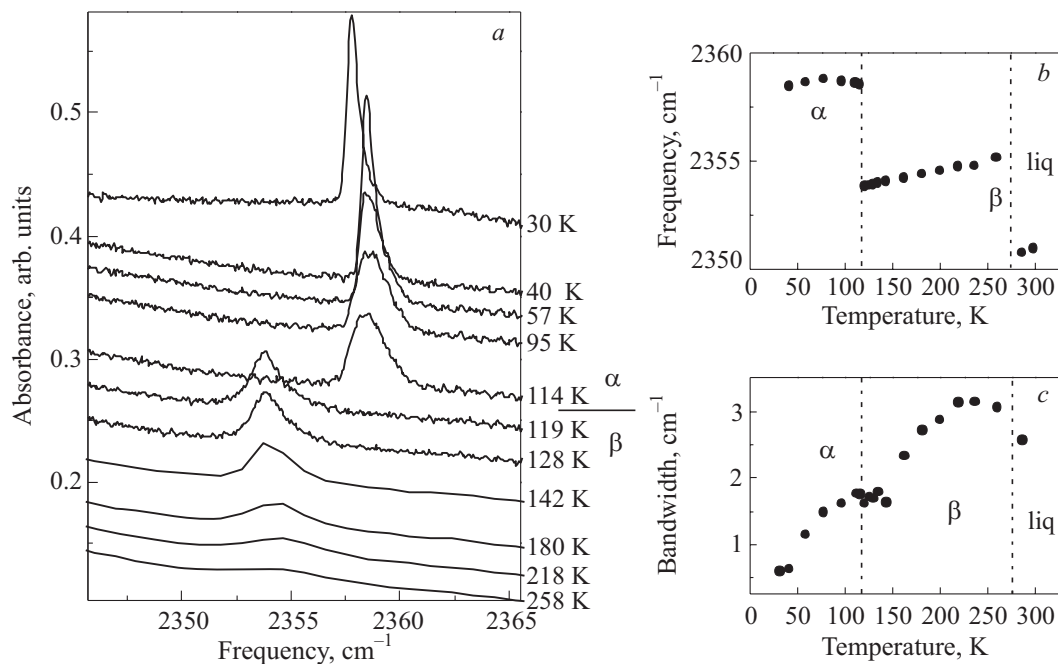 a
Absorbance, arb. units
0.5
0.4
0.3
0.2
30 K
40 K
57 K
95 K
114 K
119 K
128 K
142 K
180 K
218 K
258 K
α
β
2350
2355
2360
2365
Frequency, cm⁻¹
b
Frequency, cm⁻¹
2360
2355
2350
α
β
liq
0
50
100
150
200
250
300
Temperature, K
c
Bandwidth, cm⁻¹
3
2
1
α
β
liq
0
50
100
150
200
250
300
Temperature, K